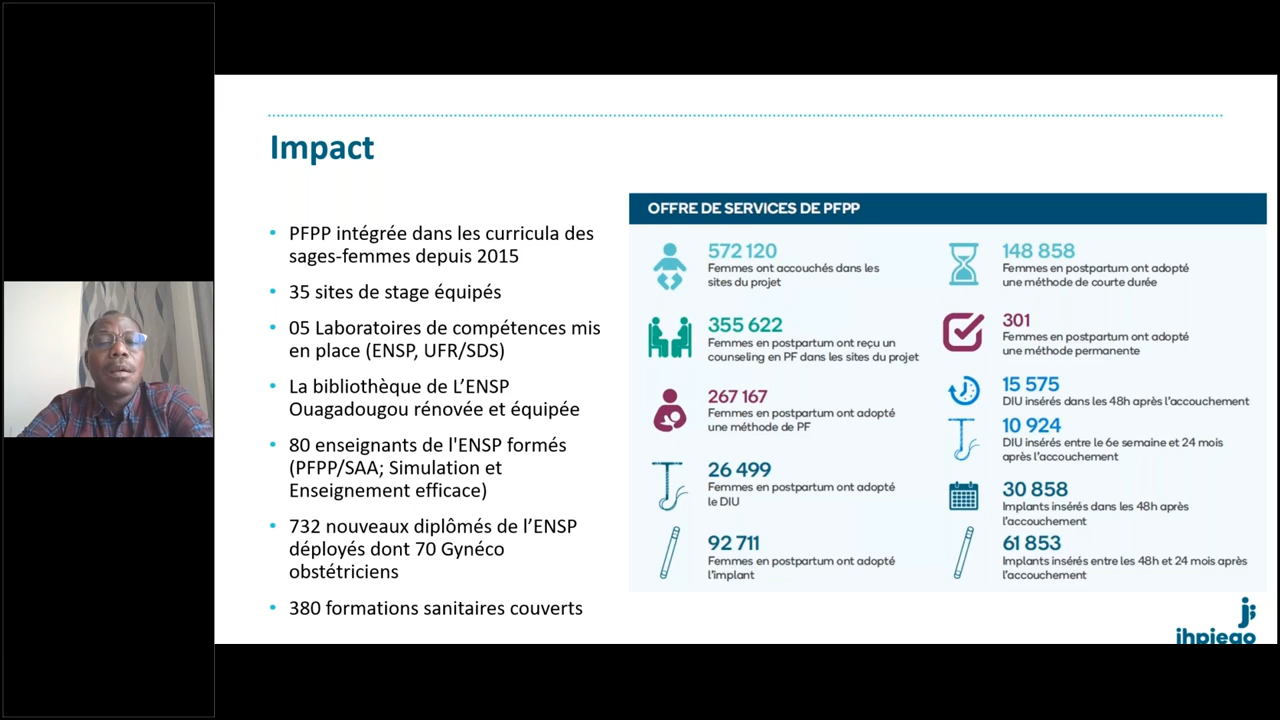 Impact
• PFPP intégrée dans les curricula des
sages-femmes depuis 2015
• 35 sites de stage équipés
• 05 Laboratoires de compétences mis
en place (ENSP, UFR/SDS)
• La bibliothèque de L'ENSP
Ouagadougou rénovée et équipée
• 80 enseignants de l'ENSP formés
(PFPP/SAA; Simulation et
Enseignement efficace)
• 732 nouveaux diplômés de l'ENSP
déployés dont 70 Gynéco
obstétriciens
• 380 formations sanitaires couverts
OFFRE DE SERVICES DE PFPP
572 120
Femmes ont accouchés dans les
sites du projet
355 622
Femmes en postpartum ont reçu un
counseling en PF dans les sites du projet
267 167
Femmes en postpartum ont adopté
une méthode de PF
26 499
Femmes en postpartum ont adopté
le DIU
92 711
Femmes en postpartum ont adopté
l'implant
148 858
Femmes en postpartum ont adopté
une méthode de courte durée
301
Femmes en postpartum ont adopté
une méthode permanente
15 575
DIU insérés dans les 48h après l'accouchement
10 924
DIU insérés entre le 6e semaine et 24 mois
après l'accouchement
30 858
Implants insérés dans les 48h après
l'accouchement
61 853
Implants insérés entre les 48h et 24 mois après
l'accouchement
jhpiego